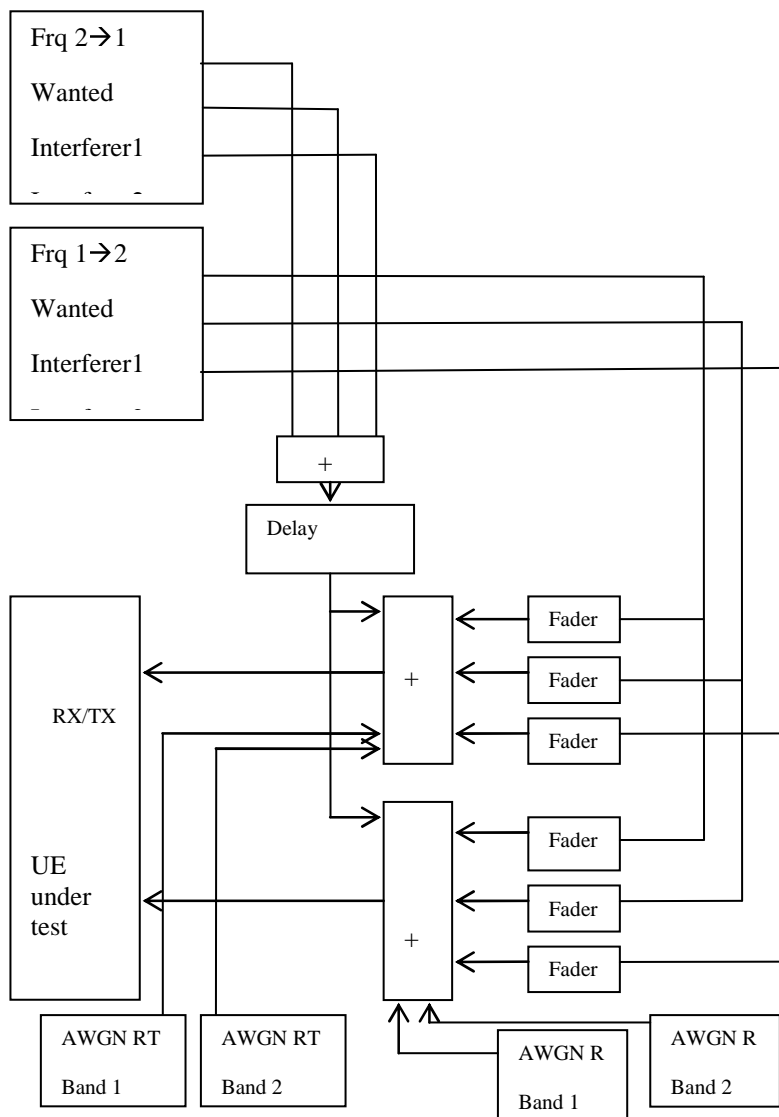 Frq 2→1
Wanted
Interferer1
Frq 1→2
Wanted
Interferer1
+
Delay
Fader
Fader
Fader
+
RX/TX
Fader
Fader
Fader
+
UE
under
test
AWGN RT
Band 1
AWGN RT
Band 2
AWGN R
Band 1
AWGN R
Band 2